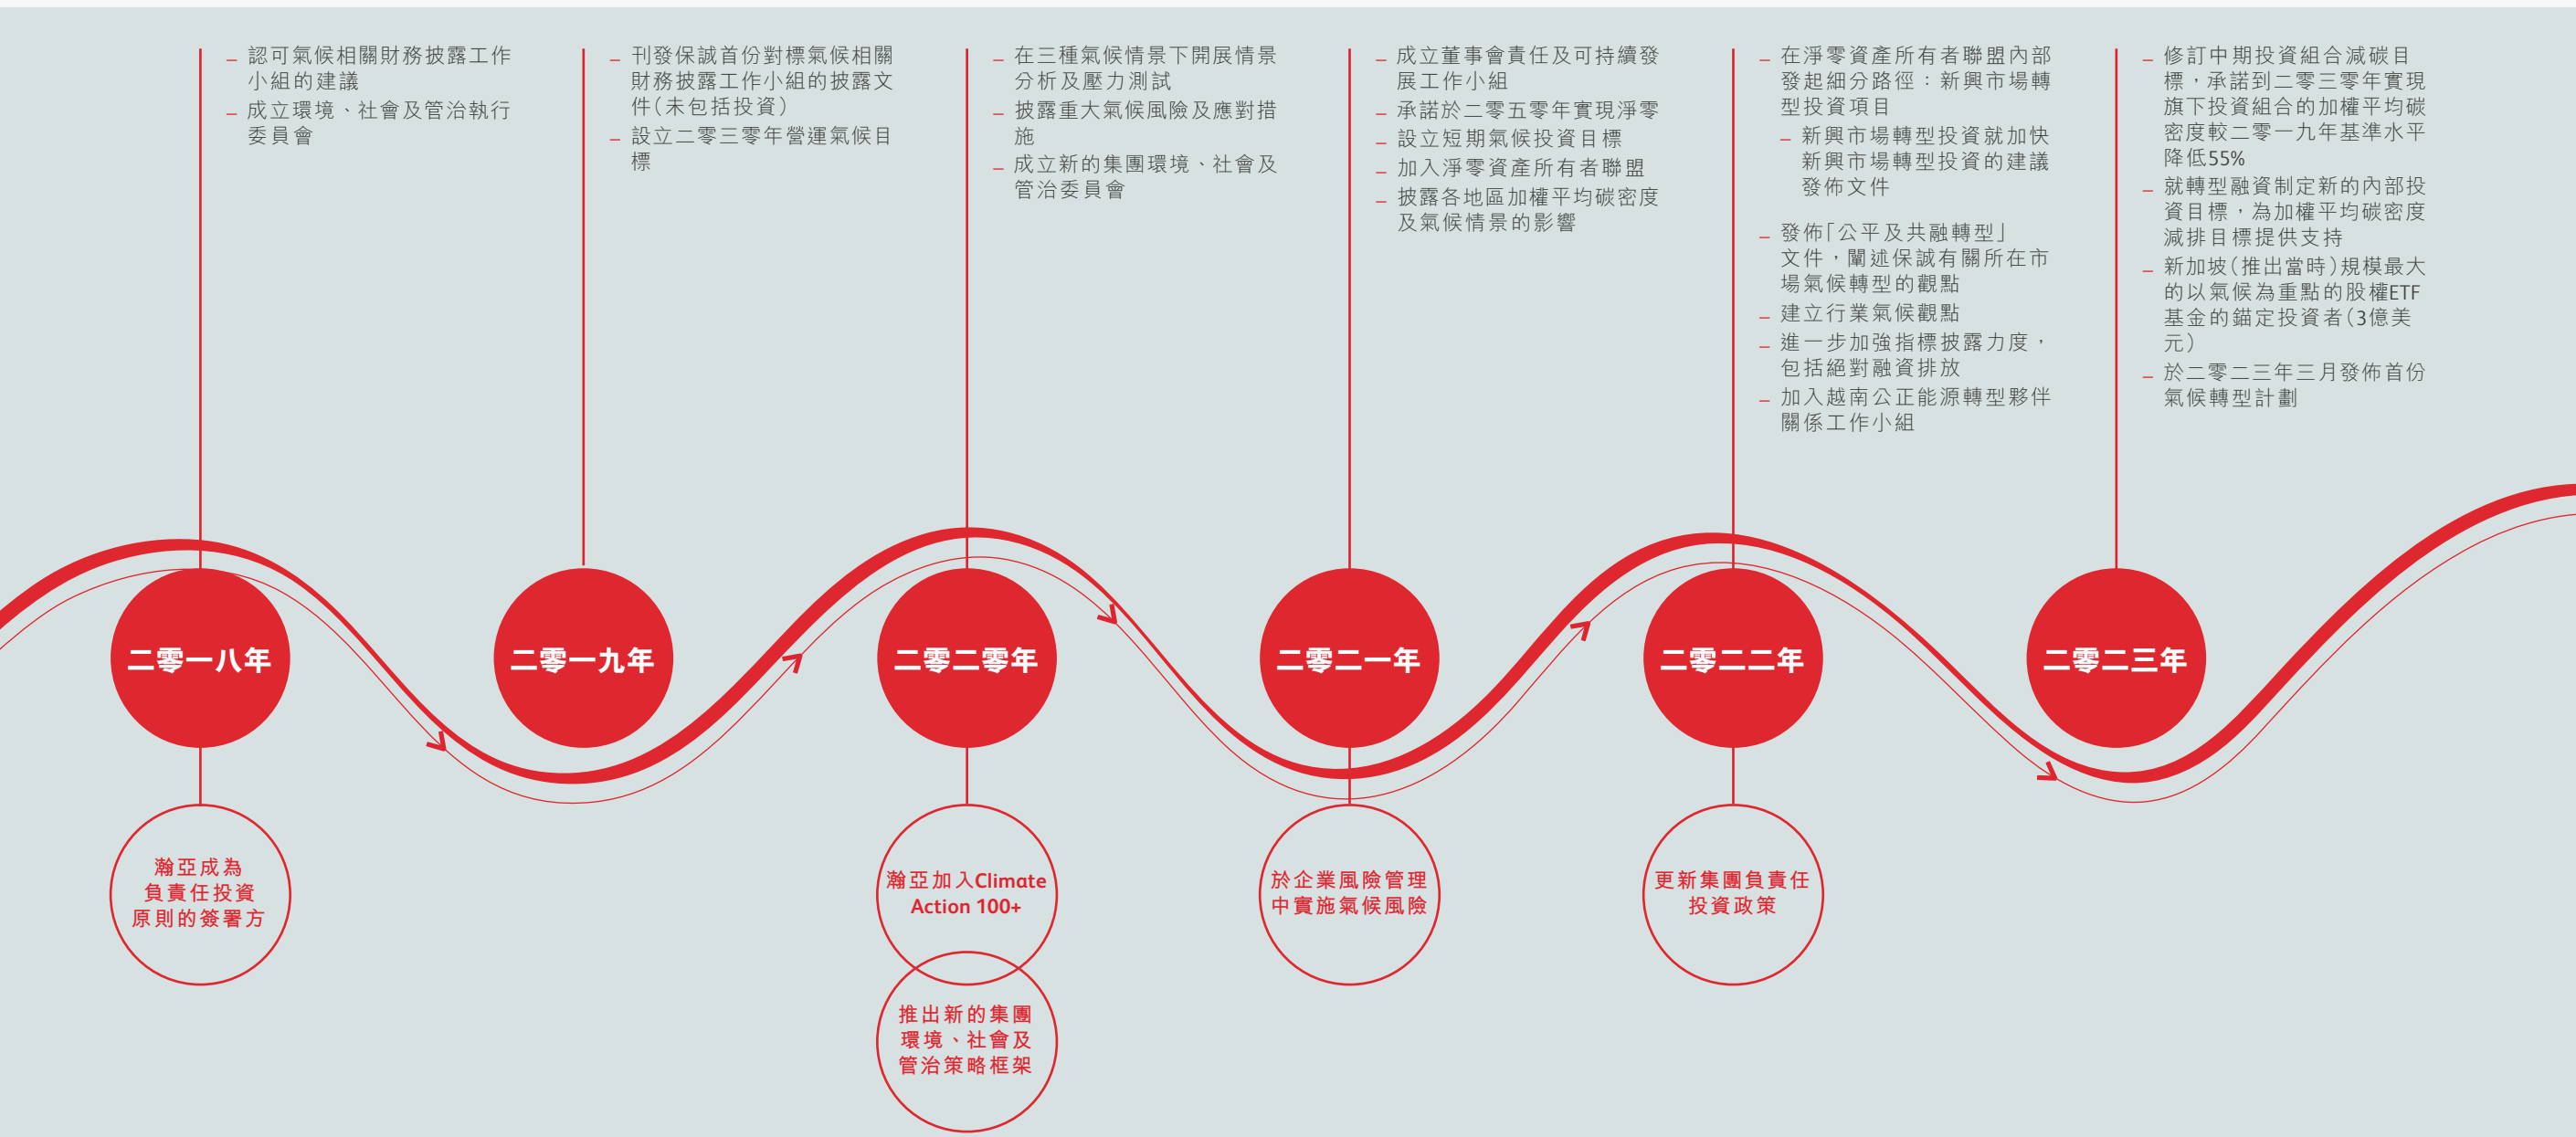 – 認可氣候相關財務披露工作
小組的建議
– 成立環境、社會及管治執行
委員會
二零一八年
瀚亞成為
負責任投資
原則的簽署方
– 刊發保誠首份對標氣候相關
財務披露工作小組的披露文
件(未包括投資)
– 設立二零三零年營運氣候目
標
二零一九年
– 在三種氣候情景下開展情景
分析及壓力測試
– 披露重大氣候風險及應對措
施
– 成立新的集團環境、社會及
管治委員會
二零二零年
瀚亞加入Climate
Action 100+
推出新的集團
環境、社會及
管治策略框架
– 成立董事會責任及可持續發
展工作小組
– 承諾於二零五零年實現淨零
– 設立短期氣候投資目標
– 加入淨零資產所有者聯盟
– 披露各地區加權平均碳密度
及氣候情景的影響
二零二一年
於企業風險管理
中實施氣候風險
– 在淨零資產所有者聯盟內部
發起細分路徑：新興市場轉
型投資項目
– 新興市場轉型投資就加快
新興市場轉型投資的建議
發佈文件
– 發佈「公平及共融轉型」
文件，闡述保誠有關所在市
場氣候轉型的觀點
– 建立行業氣候觀點
– 進一步加強指標披露力度，
包括絕對融資排放
– 加入越南公正能源轉型夥伴
關係工作小組
二零二二年
更新集團負責任
投資政策
– 修訂中期投資組合減碳目
標，承諾到二零三零年實現
旗下投資組合的加權平均碳
密度較二零一九年基準水平
降低55%
– 就轉型融資制定新的內部投
資目標，為加權平均碳密度
減排目標提供支持
– 新加坡(推出當時)規模最大
的以氣候為重點的股權ETF
基金的錨定投資者(3億美
元)
– 於二零二三年三月發佈首份
氣候轉型計劃
二零二三年